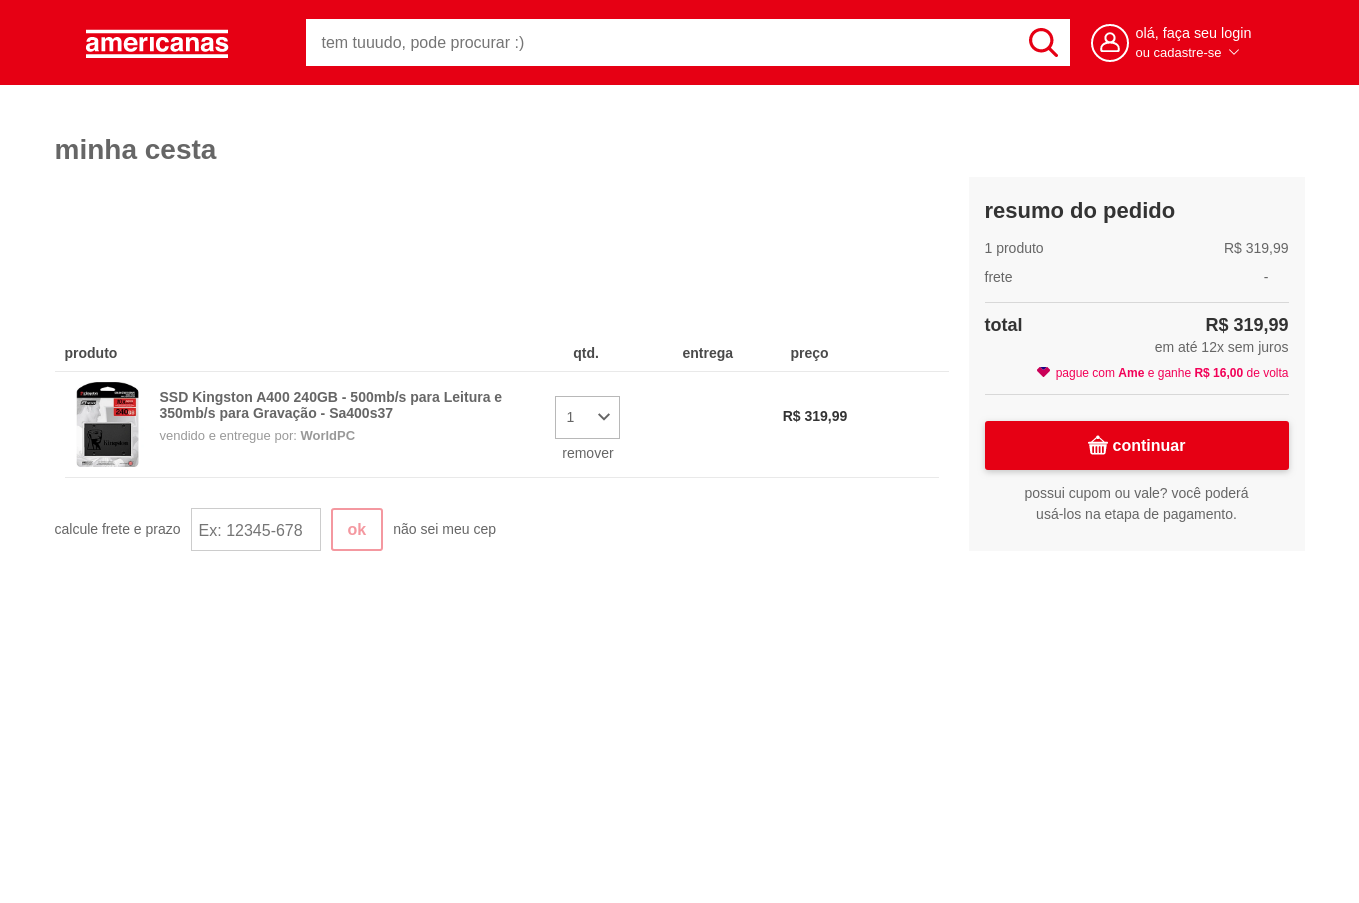 americanas
tem tuuudo, pode procurar :)
olá, faça seu login
ou cadastre-se
minha cesta
produto
qtd.
entrega
preço
SSD Kingston A400 240GB - 500mb/s para Leitura e
350mb/s para Gravação - Sa400s37
vendido e entregue por: WorldPC
1
remover
R$ 319,99
calcule frete e prazo
Ex: 12345-678
ok
não sei meu cep
resumo do pedido
1 produto R$ 319,99
frete -
total R$ 319,99
em até 12x sem juros
pague com Ame e ganhe R$ 16,00 de volta
continuar
possui cupom ou vale? você poderá
usá-los na etapa de pagamento.